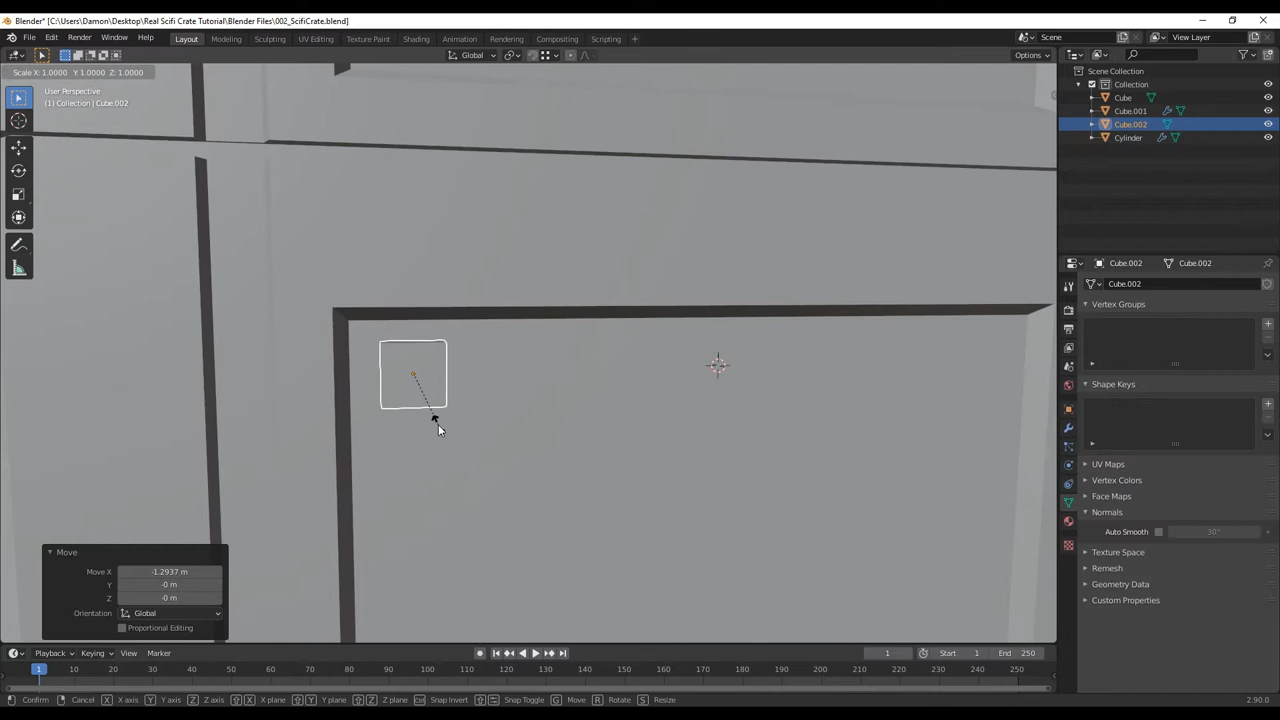 Blender* [C:\Users\Damon\Desktop\Real Scifi Crate Tutorial\Blender Files\002_ScifiCrate.blend]
File Edit Render Window Help Layout Modeling Sculpting UV Editing Texture Paint Shading Animation Rendering Compositing Scripting + Scene View Layer
Global Options
Scale X: 1.0000 Y: 1.0000 Z: 1.0000
User Perspective
(1) Collection | Cube.002
Scene Collection
Collection
Cube
Cube.001
Cube.002
Cylinder
Cube.002 Cube.002
Cube.002
Vertex Groups
Shape Keys
UV Maps
Vertex Colors
Face Maps
Normals
Auto Smooth 30°
Texture Space
Remesh
Geometry Data
Custom Properties
Move
Move X -1.2937 m
Y -0 m
Z -0 m
Orientation Global
Proportional Editing
Playback Keying View Marker 1 Start 1 End 250
1 10 20 30 40 50 60 70 80 90 100 110 120 130 140 150 160 170 180 190 200 210 220 230 240 250
Confirm Cancel X X axis Y Y axis Z Z axis X X plane Y Y plane Z Z plane Ctrl Snap Invert Snap Toggle G Move R Rotate S Resize 2.90.0